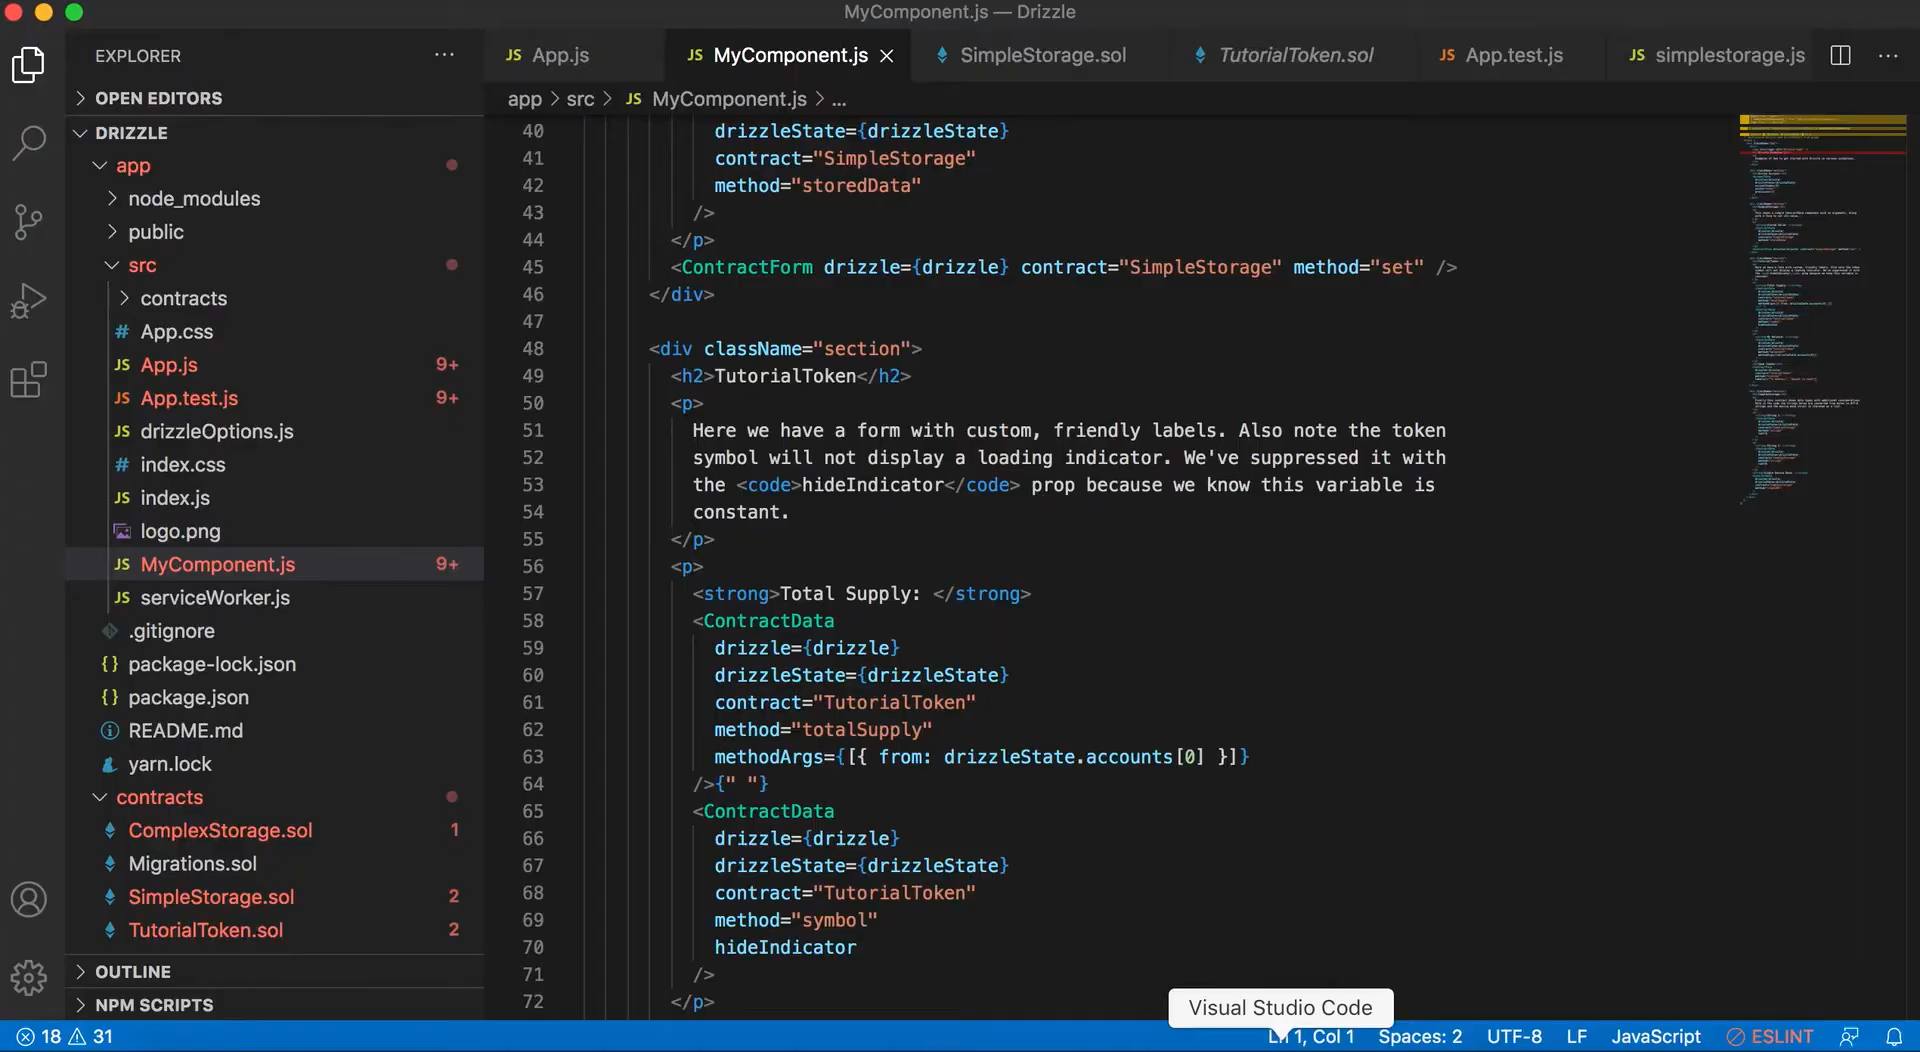 MyComponent.js — Drizzle
EXPLORER
OPEN EDITORS
DRIZZLE
app
node_modules
public
src
contracts
# App.css
JS App.js 9+
JS App.test.js 9+
JS drizzleOptions.js
# index.css
JS index.js
logo.png
JS MyComponent.js 9+
JS serviceWorker.js
.gitignore
{} package-lock.json
{} package.json
README.md
yarn.lock
contracts
ComplexStorage.sol 1
Migrations.sol
SimpleStorage.sol 2
TutorialToken.sol 2
OUTLINE
NPM SCRIPTS
JS App.js JS MyComponent.js SimpleStorage.sol TutorialToken.sol JS App.test.js JS simplestorage.js
app > src > JS MyComponent.js > ...
40 drizzleState={drizzleState}
41 contract="SimpleStorage"
42 method="storedData"
43 />
44 </p>
45 <ContractForm drizzle={drizzle} contract="SimpleStorage" method="set" />
46 </div>
47
48 <div className="section">
49 <h2>TutorialToken</h2>
50 <p>
51 Here we have a form with custom, friendly labels. Also note the token
52 symbol will not display a loading indicator. We've suppressed it with
53 the <code>hideIndicator</code> prop because we know this variable is
54 constant.
55 </p>
56 <p>
57 <strong>Total Supply: </strong>
58 <ContractData
59 drizzle={drizzle}
60 drizzleState={drizzleState}
61 contract="TutorialToken"
62 method="totalSupply"
63 methodArgs={[{ from: drizzleState.accounts[0] }]}
64 />{" "}
65 <ContractData
66 drizzle={drizzle}
67 drizzleState={drizzleState}
68 contract="TutorialToken"
69 method="symbol"
70 hideIndicator
71 />
72 </p>
Visual Studio Code
18 31 Ln 1, Col 1 Spaces: 2 UTF-8 LF JavaScript ESLINT